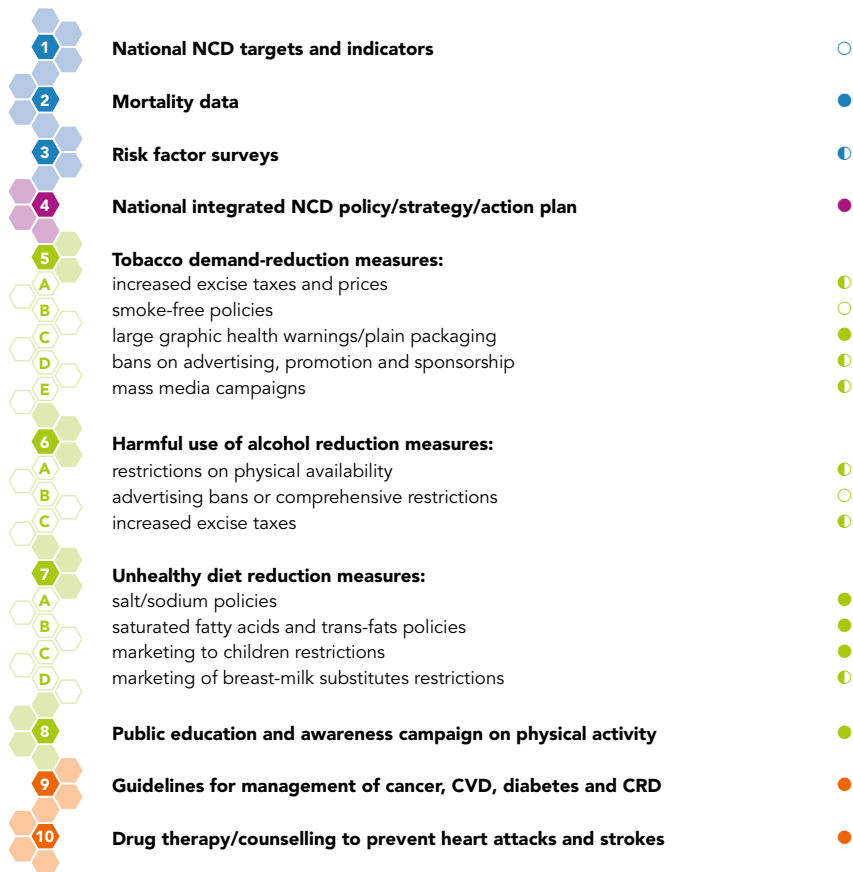 1 National NCD targets and indicators
2 Mortality data
3 Risk factor surveys
4 National integrated NCD policy/strategy/action plan
5 Tobacco demand-reduction measures:
A increased excise taxes and prices
B smoke-free policies
C large graphic health warnings/plain packaging
D bans on advertising, promotion and sponsorship
E mass media campaigns
6 Harmful use of alcohol reduction measures:
A restrictions on physical availability
B advertising bans or comprehensive restrictions
C increased excise taxes
7 Unhealthy diet reduction measures:
A salt/sodium policies
B saturated fatty acids and trans-fats policies
C marketing to children restrictions
D marketing of breast-milk substitutes restrictions
8 Public education and awareness campaign on physical activity
9 Guidelines for management of cancer, CVD, diabetes and CRD
10 Drug therapy/counselling to prevent heart attacks and strokes